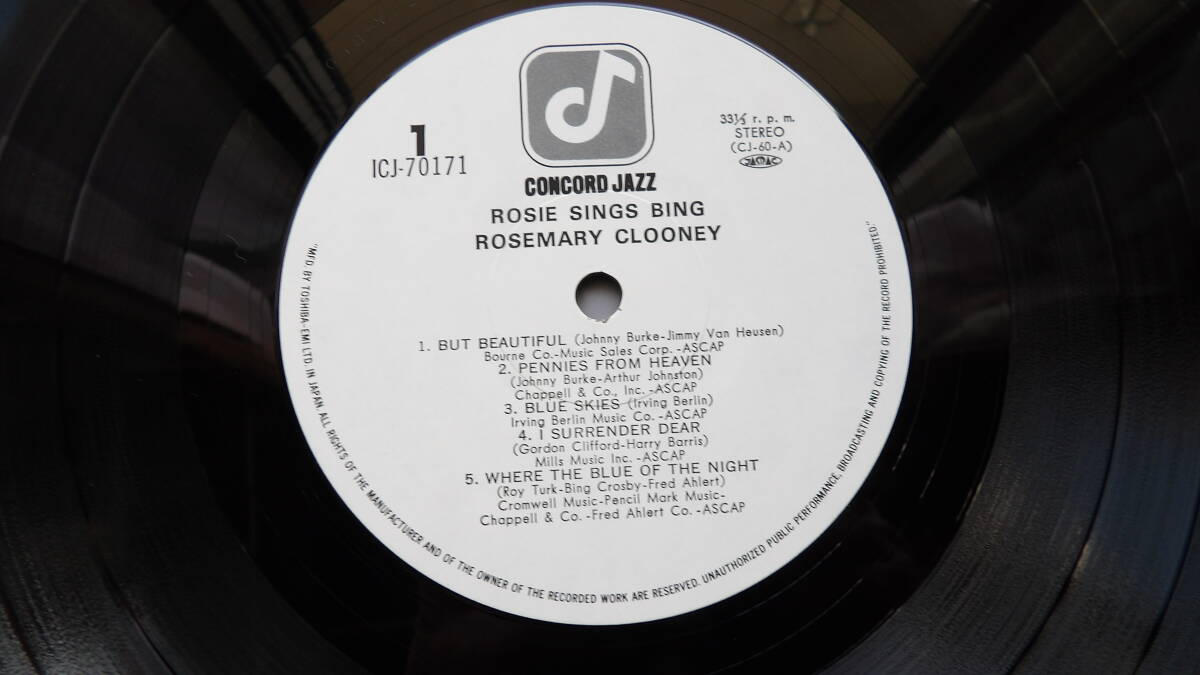 1
ICJ-70171
33⅓ r. p. m.
STEREO
(CJ-60-A)
JASRAC
CONCORD JAZZ
ROSIE SINGS BING
ROSEMARY CLOONEY
1. BUT BEAUTIFUL (Johnny Burke-Jimmy Van Heusen)
Bourne Co.-Music Sales Corp. -ASCAP
2. PENNIES FROM HEAVEN
(Johnny Burke-Arthur Johnston)
Chappell & Co., Inc. -ASCAP
3. BLUE SKIES (Irving Berlin)
Irving Berlin Music Co. -ASCAP
4. I SURRENDER DEAR
(Gordon Clifford-Harry Barris)
Mills Music Inc. -ASCAP
5. WHERE THE BLUE OF THE NIGHT
(Roy Turk-Bing Crosby-Fred Ahlert)
Cromwell Music-Pencil Mark Music-
Chappell & Co. -Fred Ahlert Co. -ASCAP
"MFD. BY TOSHIBA-EMI LTD. IN JAPAN. ALL RIGHTS OF THE MANUFACTURER AND OF THE OWNER OF THE RECORDED WORK ARE RESERVED. UNAUTHORIZED PUBLIC PERFORMANCE, BROADCASTING AND COPYING OF THE RECORD PROHIBITED."